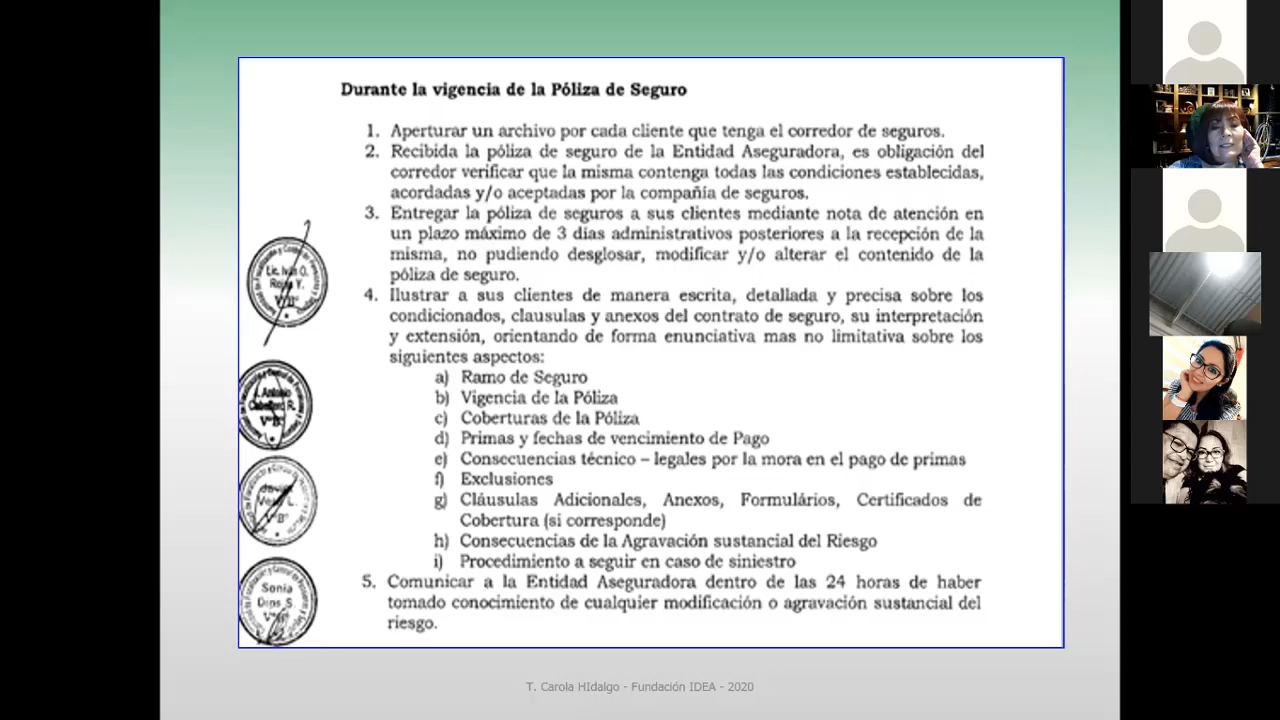 Durante la vigencia de la Póliza de Seguro
1. Aperturar un archivo por cada cliente que tenga el corredor de seguros.
2. Recibida la póliza de seguro de la Entidad Aseguradora, es obligación del
corredor verificar que la misma contenga todas las condiciones establecidas,
acordadas y/o aceptadas por la compañía de seguros.
3. Entregar la póliza de seguros a sus clientes mediante nota de atención en
un plazo máximo de 3 días administrativos posteriores a la recepción de la
misma, no pudiendo desglosar, modificar y/o alterar el contenido de la
póliza de seguro.
4. Ilustrar a sus clientes de manera escrita, detallada y precisa sobre los
condicionados, clausulas y anexos del contrato de seguro, su interpretación
y extensión, orientando de forma enunciativa mas no limitativa sobre los
siguientes aspectos:
a) Ramo de Seguro
b) Vigencia de la Póliza
c) Coberturas de la Póliza
d) Primas y fechas de vencimiento de Pago
e) Consecuencias técnico – legales por la mora en el pago de primas
f) Exclusiones
g) Cláusulas Adicionales, Anexos, Formulários, Certificados de
Cobertura (si corresponde)
h) Consecuencias de la Agravación sustancial del Riesgo
i) Procedimiento a seguir en caso de siniestro
5. Comunicar a la Entidad Aseguradora dentro de las 24 horas de haber
tomado conocimiento de cualquier modificación o agravación sustancial del
riesgo.
Lic.
Antonio
Sonia
T. Carola HIdalgo - Fundación IDEA - 2020